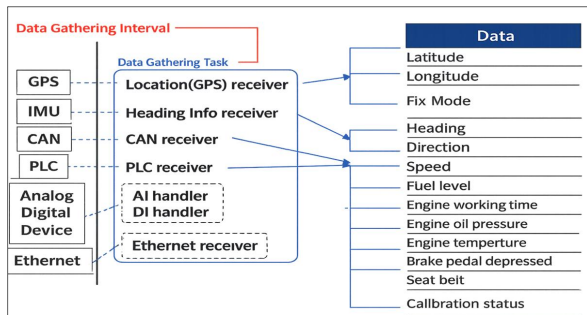 Data Gathering Interval
Data Gathering Task
GPS
IMU
CAN
PLC
Analog
Digital
Device
Ethernet
Location(GPS) receiver
Heading Info receiver
CAN receiver
PLC receiver
AI handler
DI handler
Ethernet receiver
Data
Latitude
Longitude
Fix Mode
Heading
Direction
Speed
Fuel level
Engine working time
Engine oil pressure
Engine temperture
Brake pedal depressed
Seat beit
Callbration status